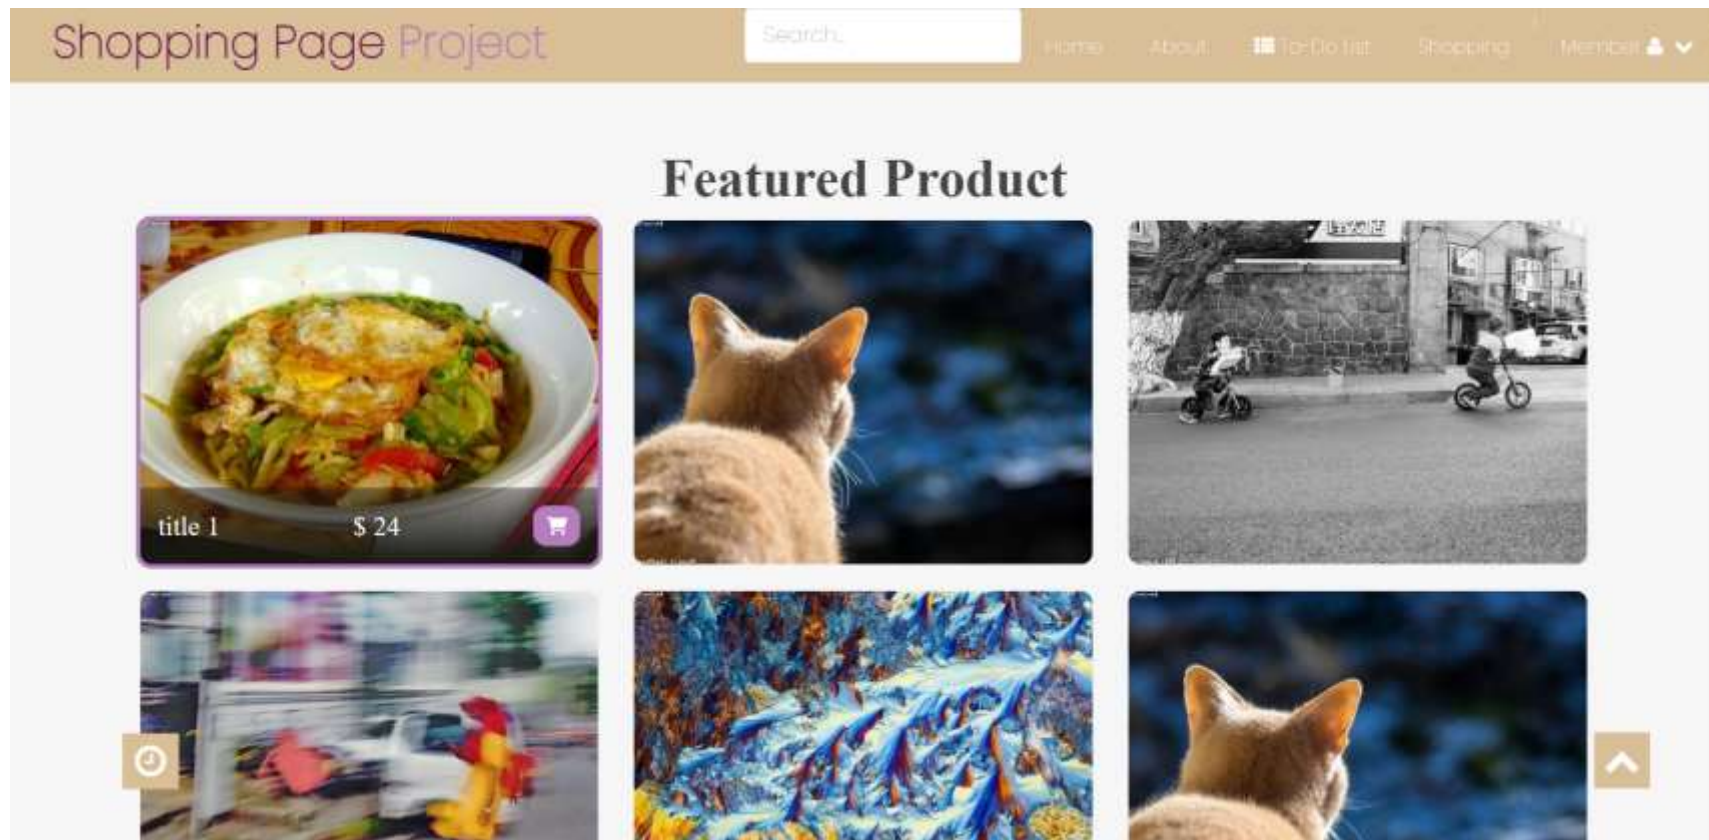 Shopping Page Project
Search...
Home
About
To-Do List
Shopping
Member
Featured Product
title 1
$ 24